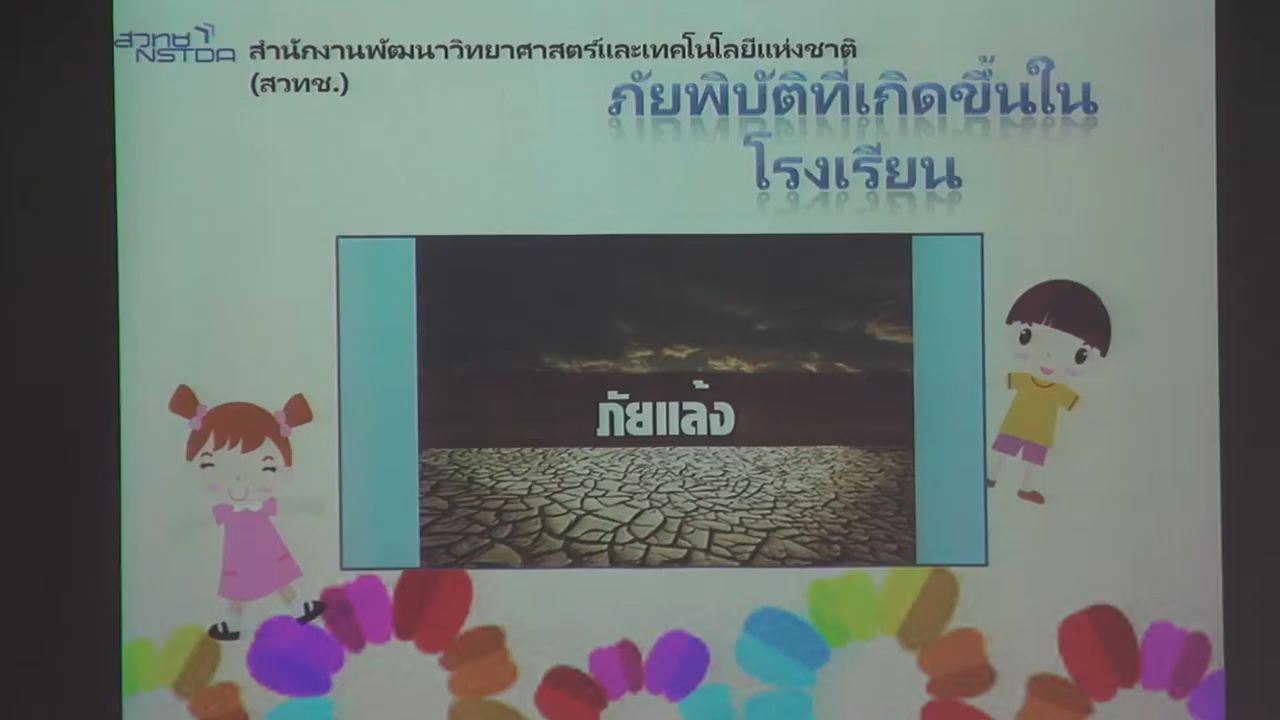 สวทช
NSTDA
สำนักงานพัฒนาวิทยาศาสตร์และเทคโนโลยีแห่งชาติ
(สวทช.)
ภัยพิบัติที่เกิดขึ้นใน
โรงเรียน
ภัยแล้ง